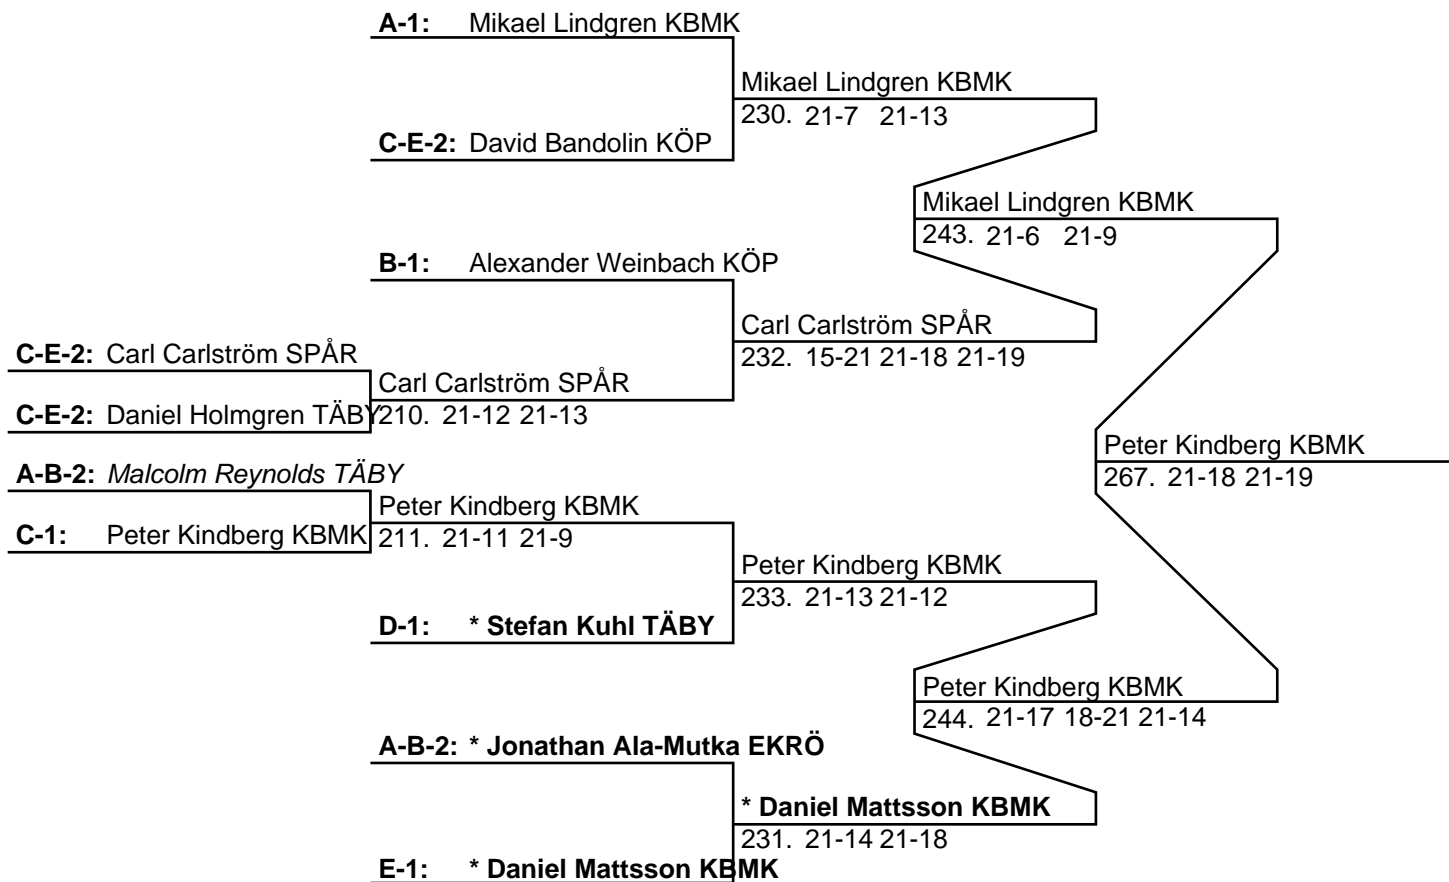 A-1: Mikael Lindgren KBMK
Mikael Lindgren KBMK
230. 21-7 21-13
C-E-2: David Bandolin KÖP
Mikael Lindgren KBMK
243. 21-6 21-9
B-1: Alexander Weinbach KÖP
Carl Carlström SPÅR
232. 15-21 21-18 21-19
C-E-2: Carl Carlström SPÅR
Carl Carlström SPÅR
210. 21-12 21-13
C-E-2: Daniel Holmgren TÄBY
Peter Kindberg KBMK
267. 21-18 21-19
A-B-2: Malcolm Reynolds TÄBY
Peter Kindberg KBMK
211. 21-11 21-9
C-1: Peter Kindberg KBMK
Peter Kindberg KBMK
233. 21-13 21-12
D-1: * Stefan Kuhl TÄBY
Peter Kindberg KBMK
244. 21-17 18-21 21-14
A-B-2: * Jonathan Ala-Mutka EKRÖ
* Daniel Mattsson KBMK
231. 21-14 21-18
E-1: * Daniel Mattsson KBMK